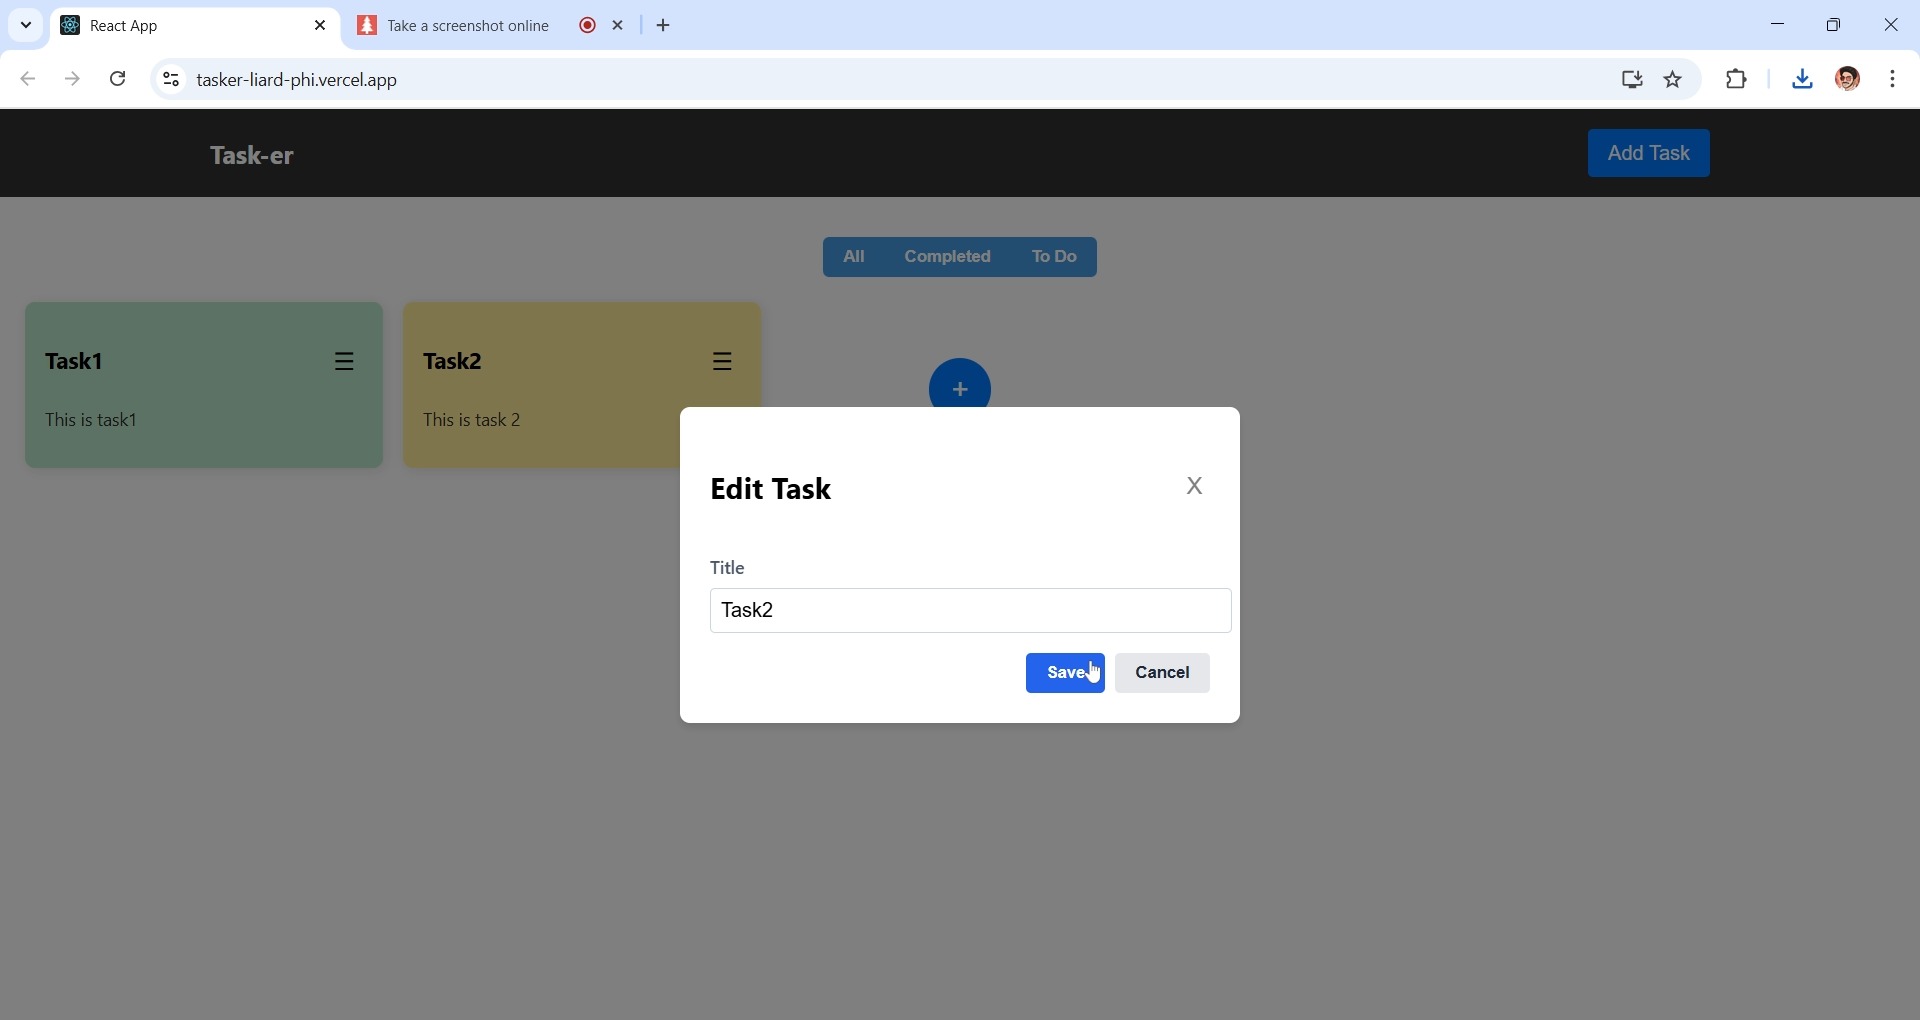 React App
Take a screenshot online
tasker-liard-phi.vercel.app
Task-er
Add Task
All Completed To Do
Task1
This is task1
Task2
This is task 2
+
Edit Task
X
Title
Task2
Save
Cancel